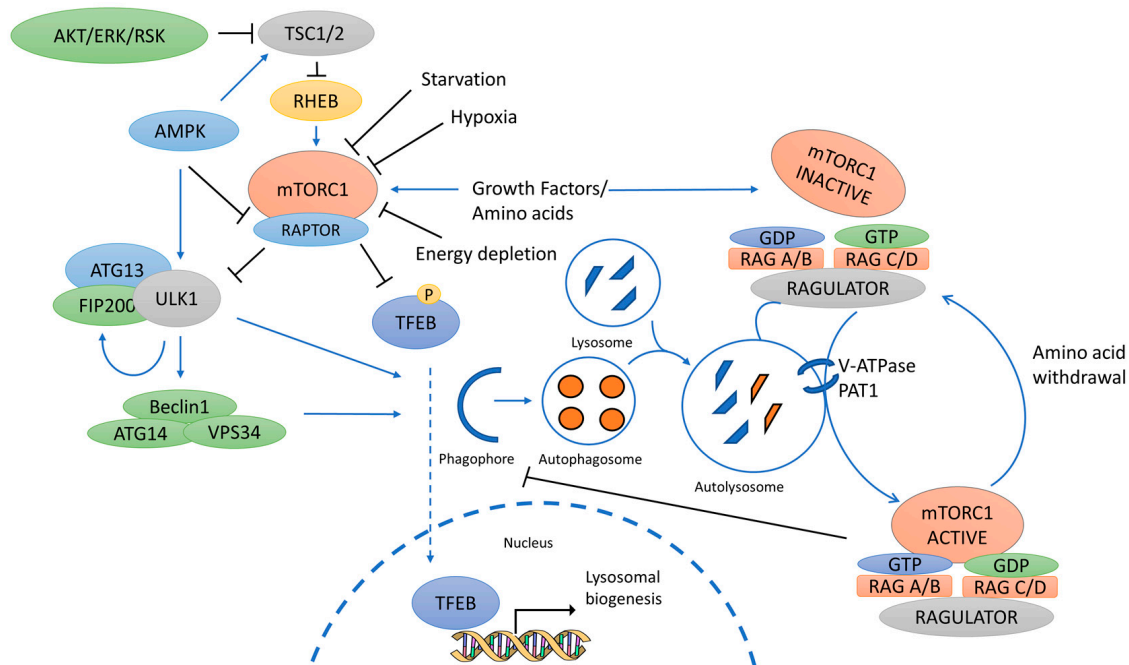 AKT/ERK/RSK
TSC1/2
RHEB
Starvation
Hypoxia
AMPK
mTORC1
RAPTOR
Growth Factors/
Amino acids
Energy depletion
mTORC1
INACTIVE
GDP
GTP
RAG A/B
RAG C/D
RAGULATOR
ATG13
FIP200
ULK1
P
TFEB
Lysosome
V-ATPase
PAT1
Amino acid
withdrawal
Beclin1
ATG14
VPS34
Phagophore
Autophagosome
Autolysosome
mTORC1
ACTIVE
GTP
GDP
RAG A/B
RAG C/D
RAGULATOR
Nucleus
TFEB
Lysosomal
biogenesis